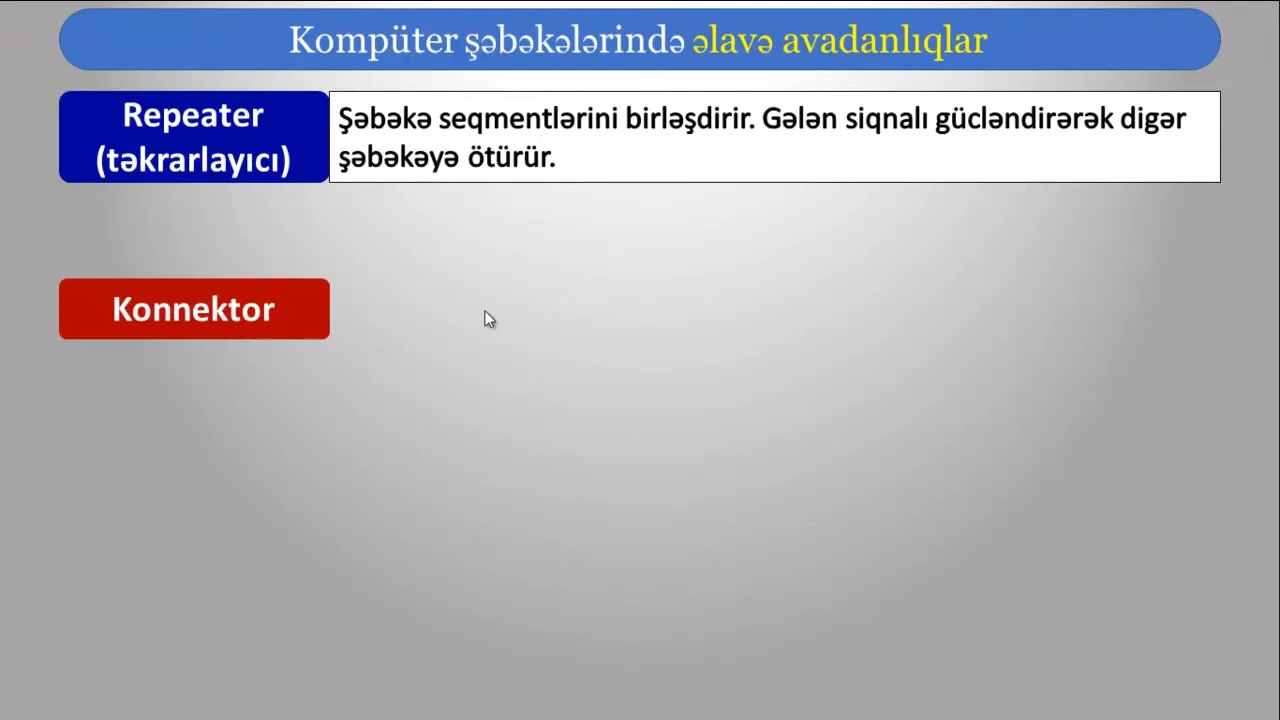 Kompüter şəbəkələrində əlavə avadanlıqlar
Repeater
(təkrarlayıcı)
Şəbəkə seqmentlərini birləşdirir. Gələn siqnalı gücləndirərək digər
şəbəkəyə ötürür.
Konnektor